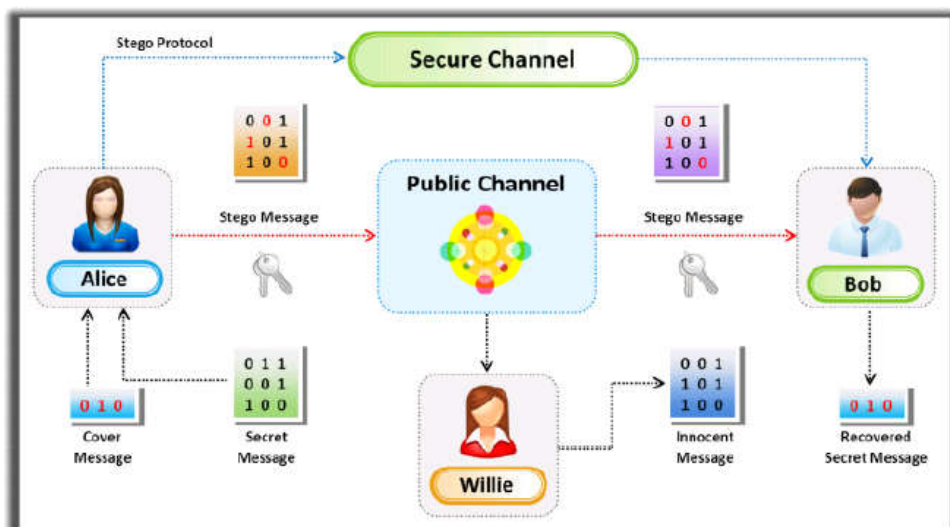 Stego Protocol
Secure Channel
0 0 1
1 0 1
1 0 0
0 0 1
1 0 1
1 0 0
Public Channel
Stego Message
Stego Message
Alice
Bob
0 1 0
Cover
Message
0 1 1
0 0 1
1 0 0
Secret
Message
Willie
0 0 1
1 0 1
1 0 0
Innocent
Message
0 1 0
Recovered
Secret Message